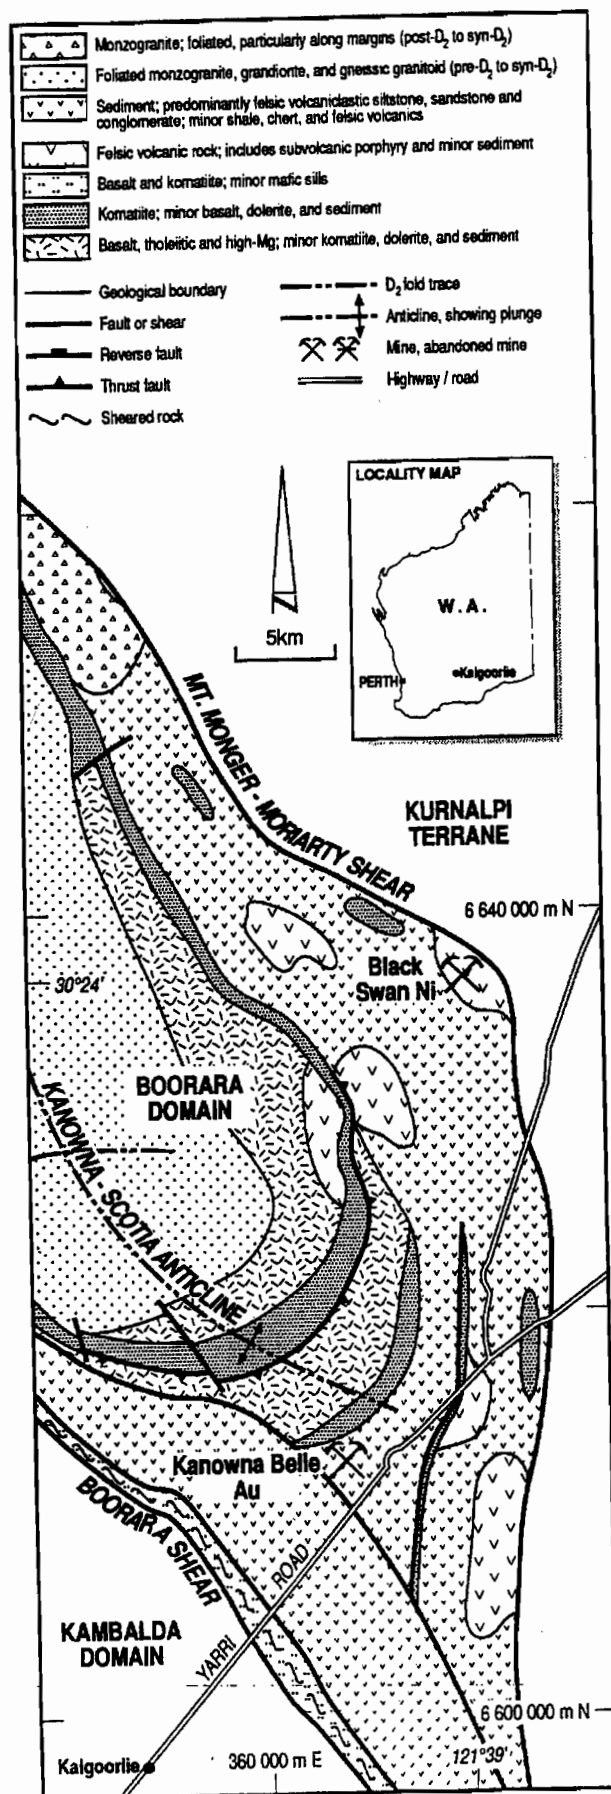 Monzogranite; foliated, particularly along margins (post-D2 to syn-D2)
Foliated monzogranite, grandiorite, and gneissic granitoid (pre-D2 to syn-D2)
Sediment; predominantly felsic volcaniclastic siltstone, sandstone and
conglomerate; minor shale, chert, and felsic volcanics
Felsic volcanic rock; includes subvolcanic porphyry and minor sediment
Basalt and komatiite; minor mafic sills
Komatiite; minor basalt, dolerite, and sediment
Basalt, tholeiitic and high-Mg; minor komatiite, dolerite, and sediment
Geological boundary
Fault or shear
Reverse fault
Thrust fault
Sheared rock
D2 fold trace
Anticline, showing plunge
Mine, abandoned mine
Highway / road
LOCALITY MAP
W. A.
PERTH
Kalgoorlie
N
5km
MT. MONGER - MORIARTY SHEAR
KURNALPI
TERRANE
6 640 000 m N
Black
Swan Ni
30°24'
BOORARA
DOMAIN
KANOWNA - SCOTIA ANTICLINE
Kanowna Belle
Au
BOORARA SHEAR
YARRI ROAD
KAMBALDA
DOMAIN
6 600 000 m N
Kalgoorlie
360 000 m E
121°39'